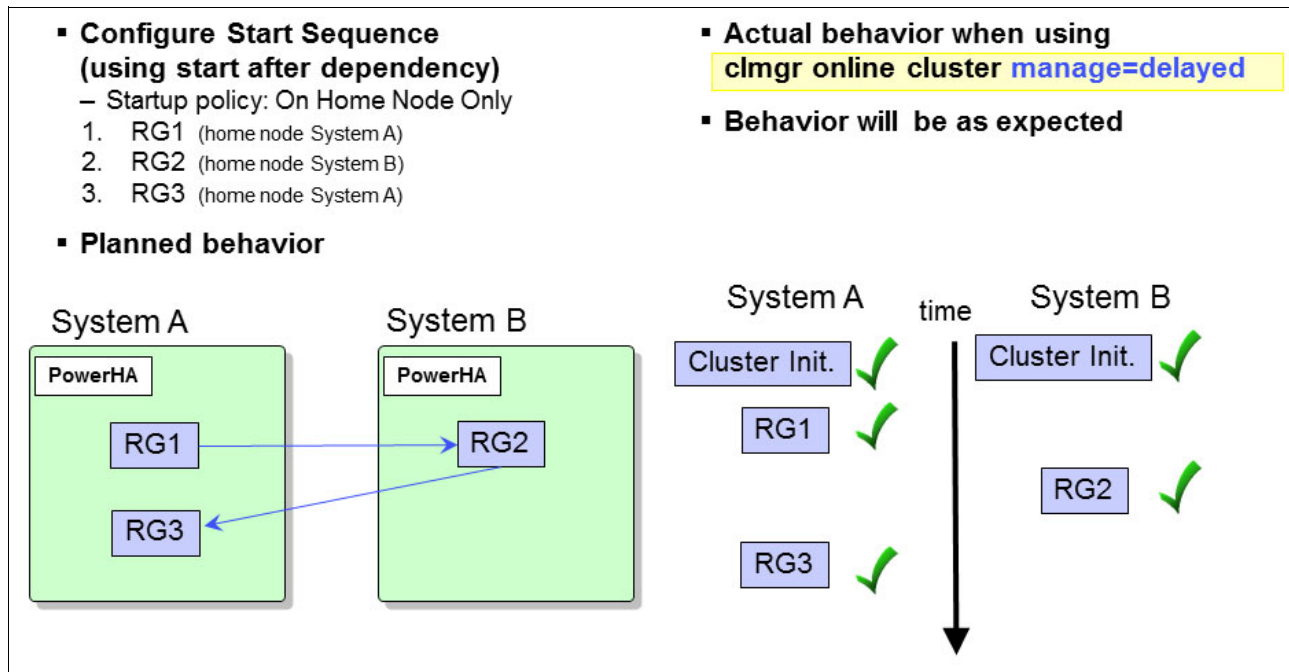 ▪ Configure Start Sequence
(using start after dependency)
– Startup policy: On Home Node Only
1. RG1 (home node System A)
2. RG2 (home node System B)
3. RG3 (home node System A)
▪ Planned behavior
System A
System B
PowerHA
PowerHA
RG1
RG2
RG3
▪ Actual behavior when using
clmgr online cluster manage=delayed
▪ Behavior will be as expected
System A
time
System B
Cluster Init.
Cluster Init.
RG1
RG2
RG3